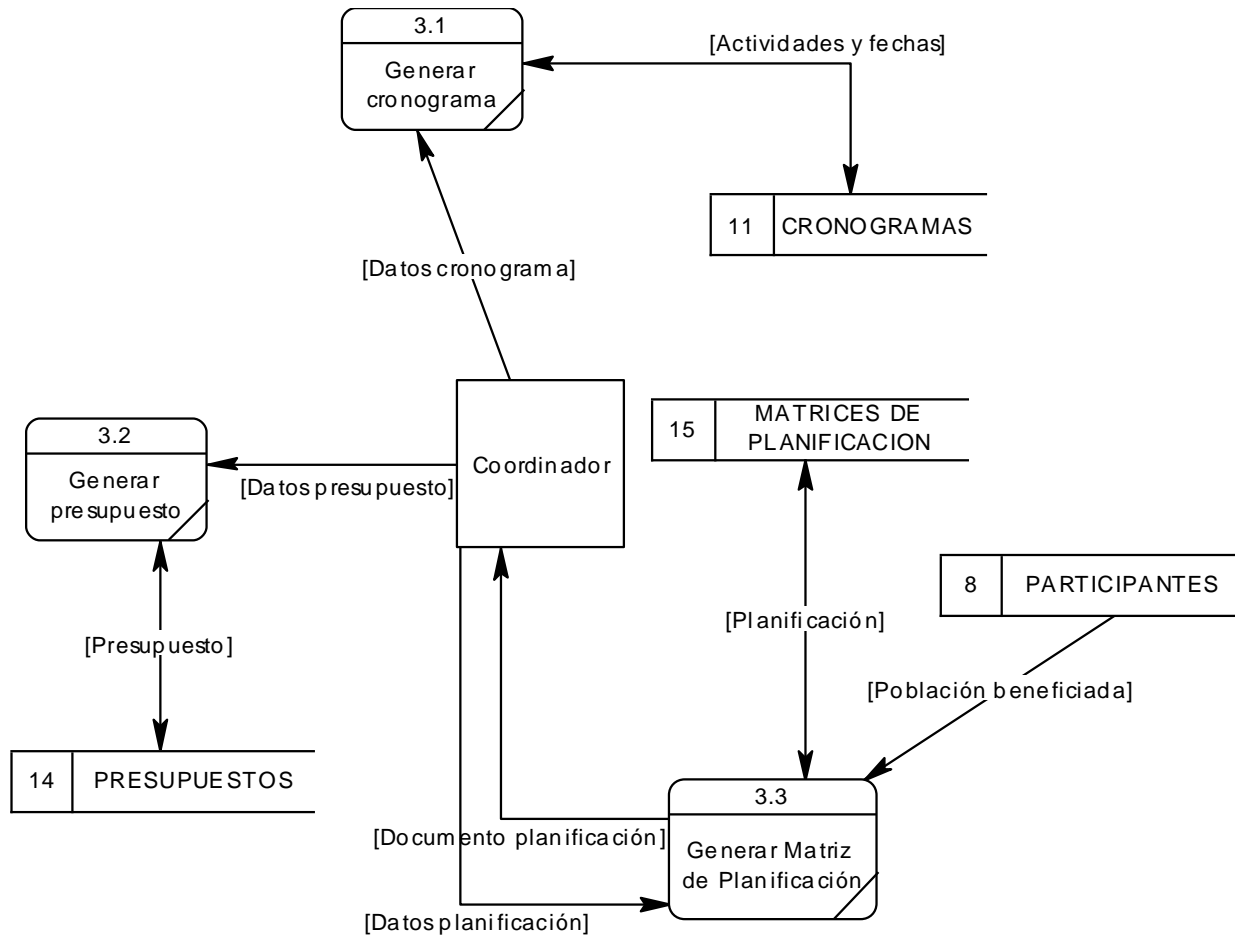 3.1
Generar
cronograma
[Actividades y fechas]
11
CRONOGRAMAS
[Datos cronograma]
3.2
Generar
presupuesto
[Datos presupuesto]
Coordinador
15
MATRICES DE
PLANIFICACION
8
PARTICIPANTES
[Presupuesto]
[Planificación]
[Población beneficiada]
14
PRESUPUESTOS
3.3
Generar Matriz
de Planificación
[Documento planificación]
[Datos planificación]